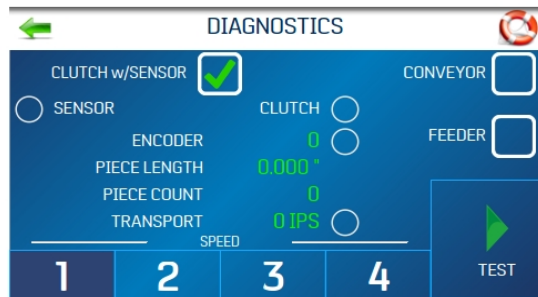 DIAGNOSTICS
CLUTCH w/SENSOR CONVEYOR
SENSOR CLUTCH
ENCODER 0 FEEDER
PIECE LENGTH 0.000 "
PIECE COUNT 0
TRANSPORT 0 IPS
SPEED
1 2 3 4 TEST